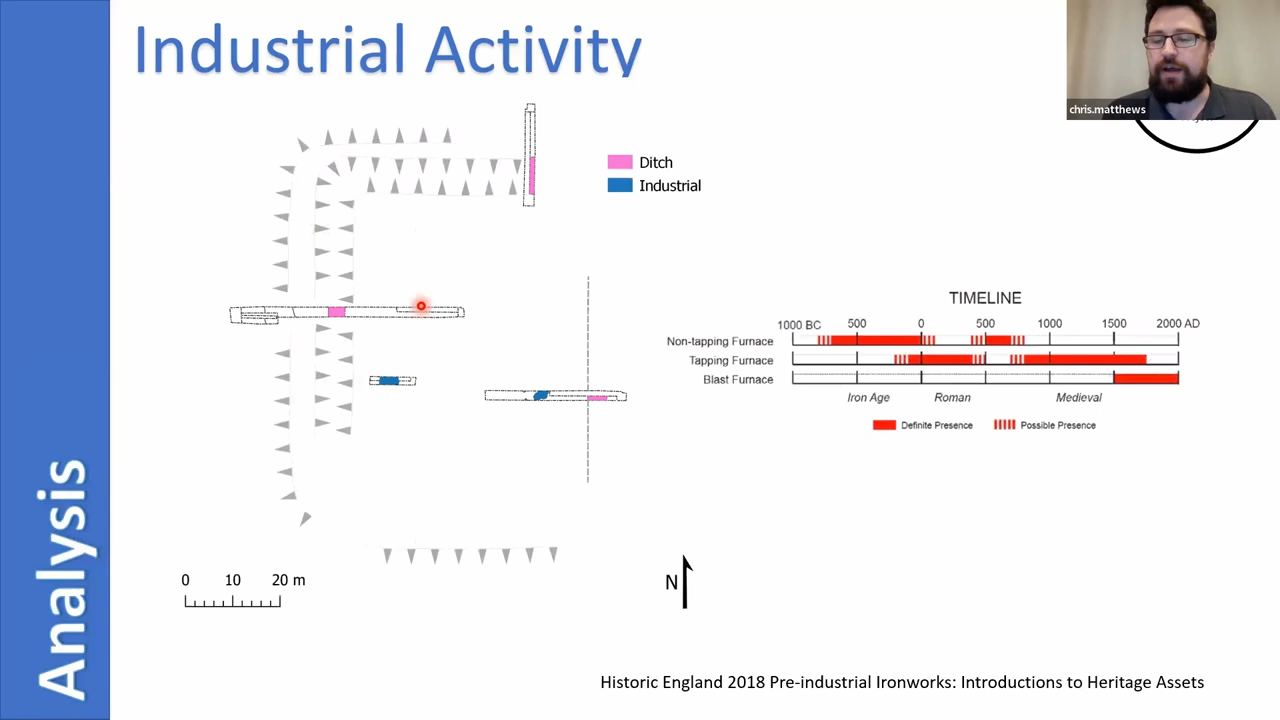 Industrial Activity
chris.matthews
Ditch
Industrial
TIMELINE
1000 BC 500 0 500 1000 1500 2000 AD
Non-tapping Furnace
Tapping Furnace
Blast Furnace
Iron Age Roman Medieval
Definite Presence Possible Presence
0 10 20 m
N
Analysis
Historic England 2018 Pre-industrial Ironworks: Introductions to Heritage Assets